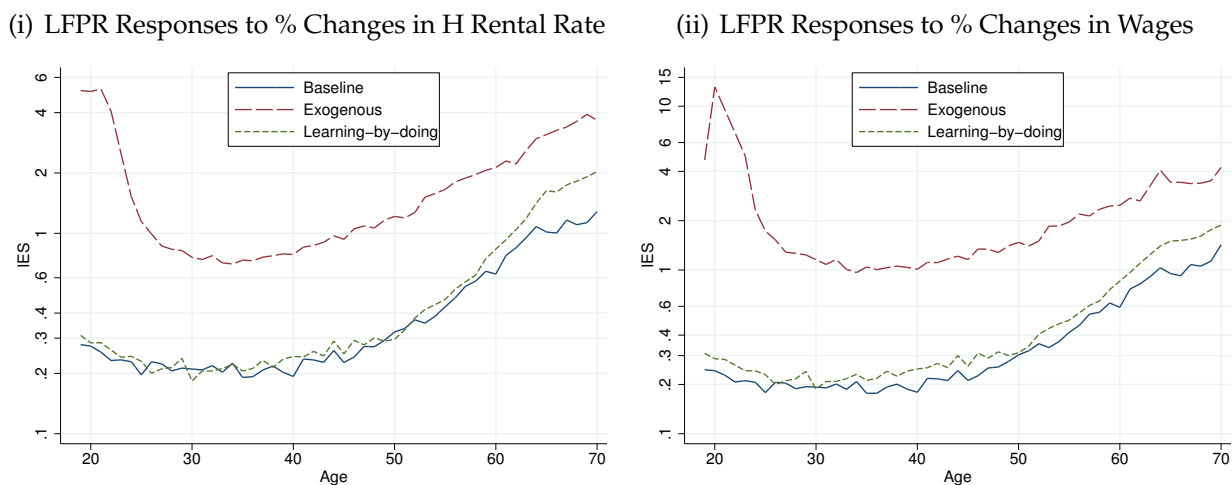 (i) LFPR Responses to % Changes in H Rental Rate
6
4
2
1
.6
.4
.3
.2
.1
IES
Baseline
Exogenous
Learning−by−doing
20 30 40 50 60 70
Age
(ii) LFPR Responses to % Changes in Wages
15
10
6
4
2
1
.6
.4
.3
.2
.1
IES
Baseline
Exogenous
Learning−by−doing
20 30 40 50 60 70
Age